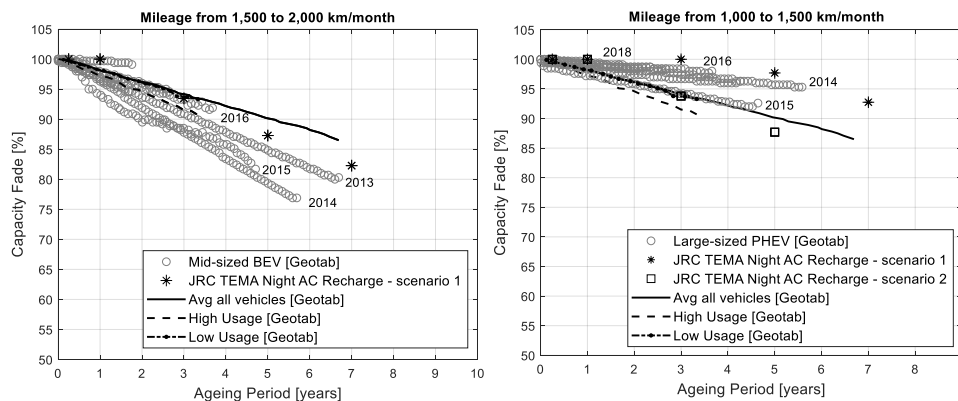 Mileage from 1,500 to 2,000 km/month
105
100
95
90
85
80
75
70
65
60
55
50
Capacity Fade [%]
2016
2015
2013
2014
Mid-sized BEV [Geotab]
JRC TEMA Night AC Recharge - scenario 1
Avg all vehicles [Geotab]
High Usage [Geotab]
Low Usage [Geotab]
0 1 2 3 4 5 6 7 8 9 10
Ageing Period [years]
Mileage from 1,000 to 1,500 km/month
105
100
95
90
85
80
75
70
65
60
55
50
Capacity Fade [%]
2018
2016
2014
2015
Large-sized PHEV [Geotab]
JRC TEMA Night AC Recharge - scenario 1
JRC TEMA Night AC Recharge - scenario 2
Avg all vehicles [Geotab]
High Usage [Geotab]
Low Usage [Geotab]
0 1 2 3 4 5 6 7 8
Ageing Period [years]